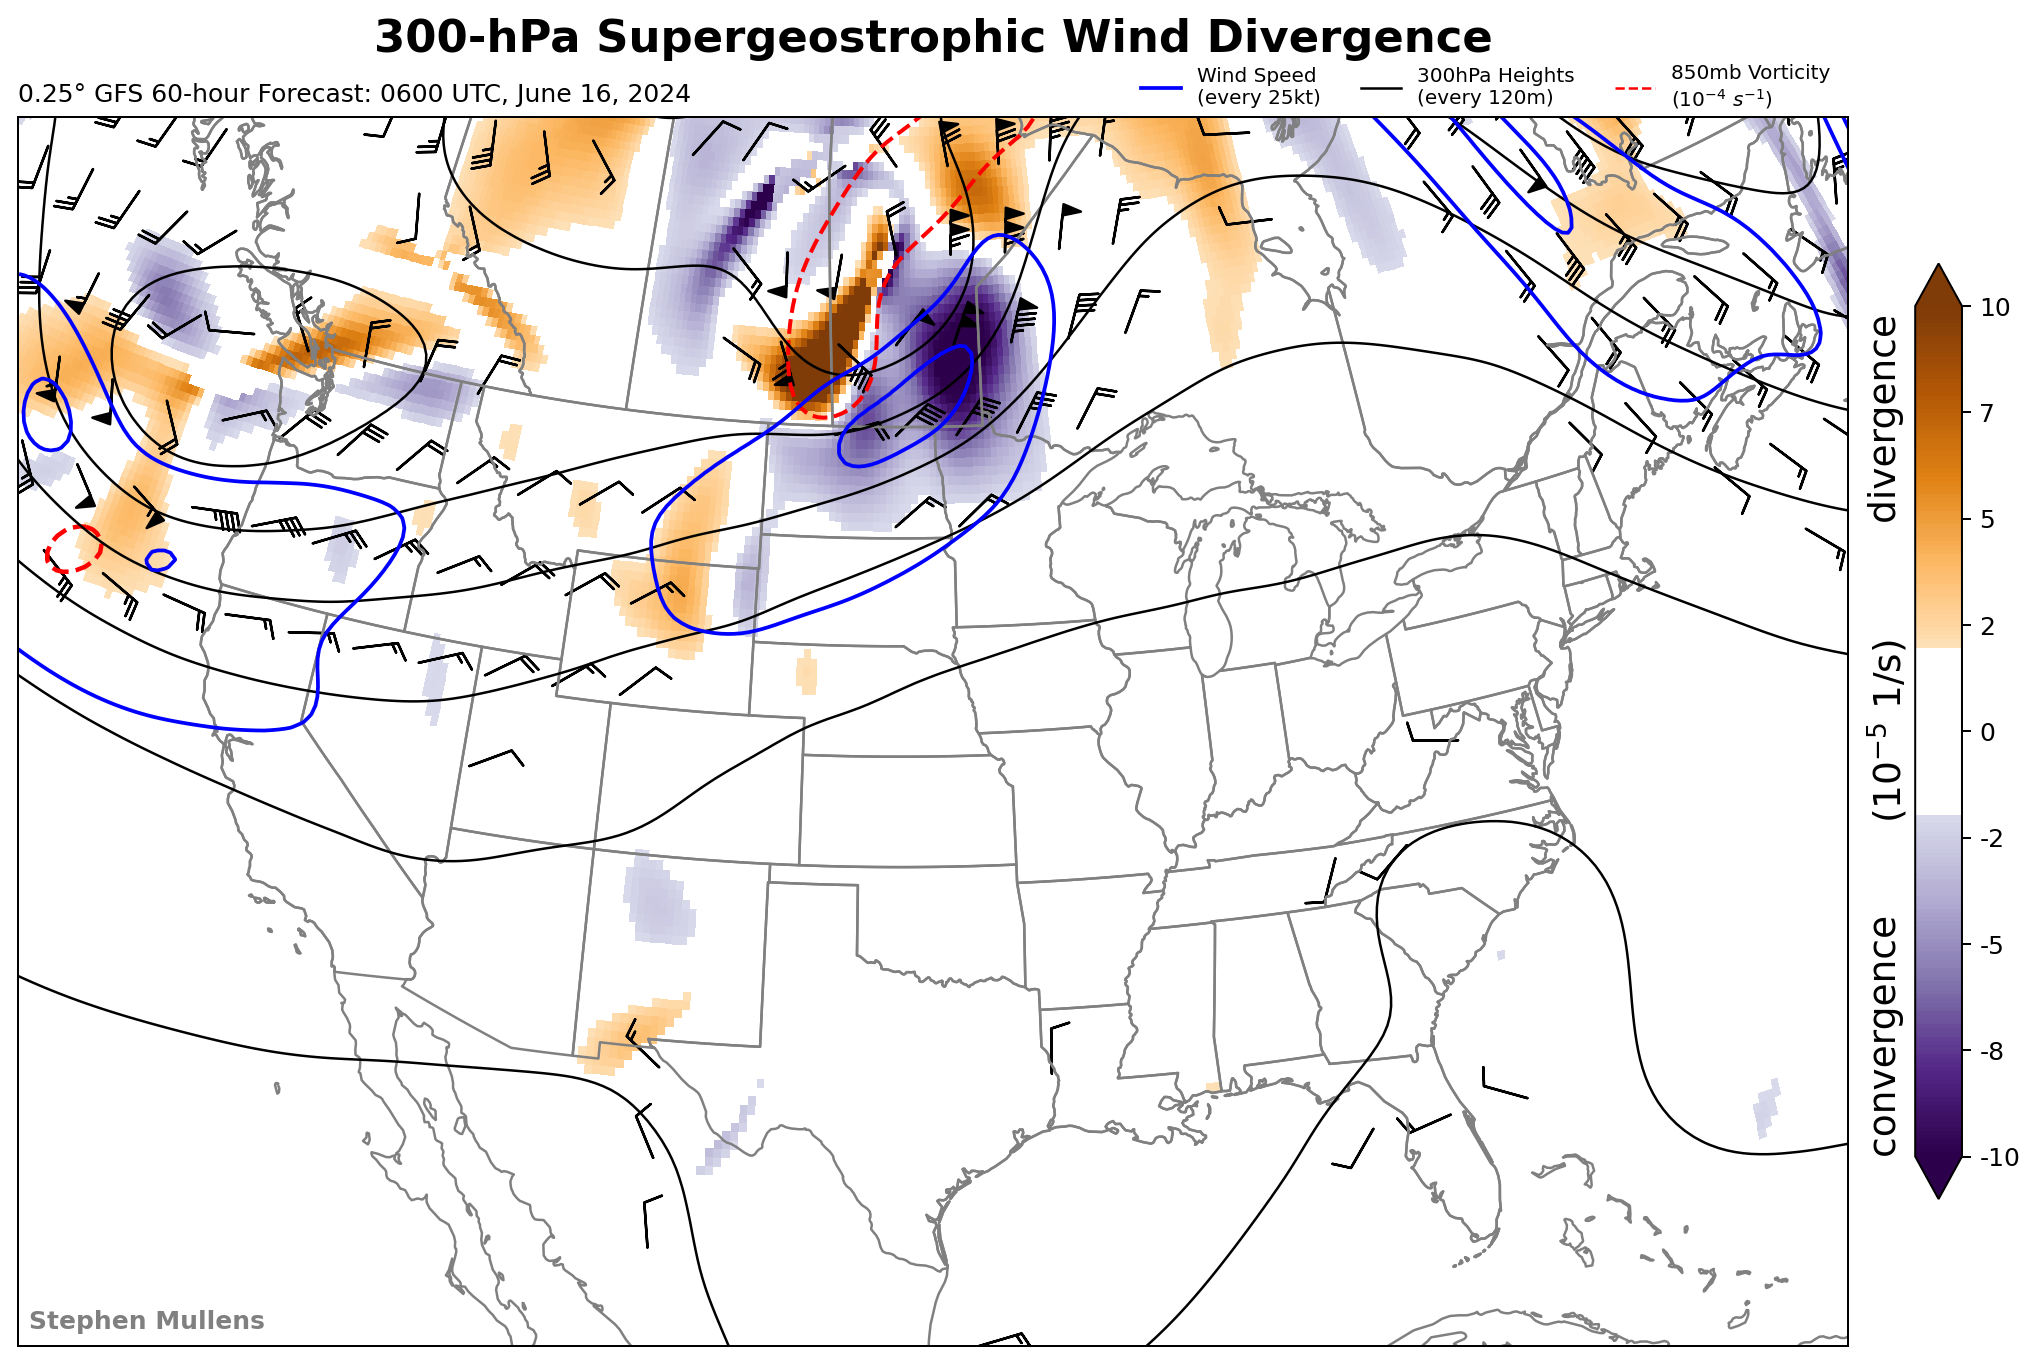 300-hPa Supergeostrophic Wind Divergence
0.25° GFS 60-hour Forecast: 0600 UTC, June 16, 2024
Wind Speed
(every 25kt)
300hPa Heights
(every 120m)
850mb Vorticity
(10⁻⁴ s⁻¹)
10
7
5
2
0
-2
-5
-8
-10
convergence (10⁻⁵ 1/s) divergence
Stephen Mullens